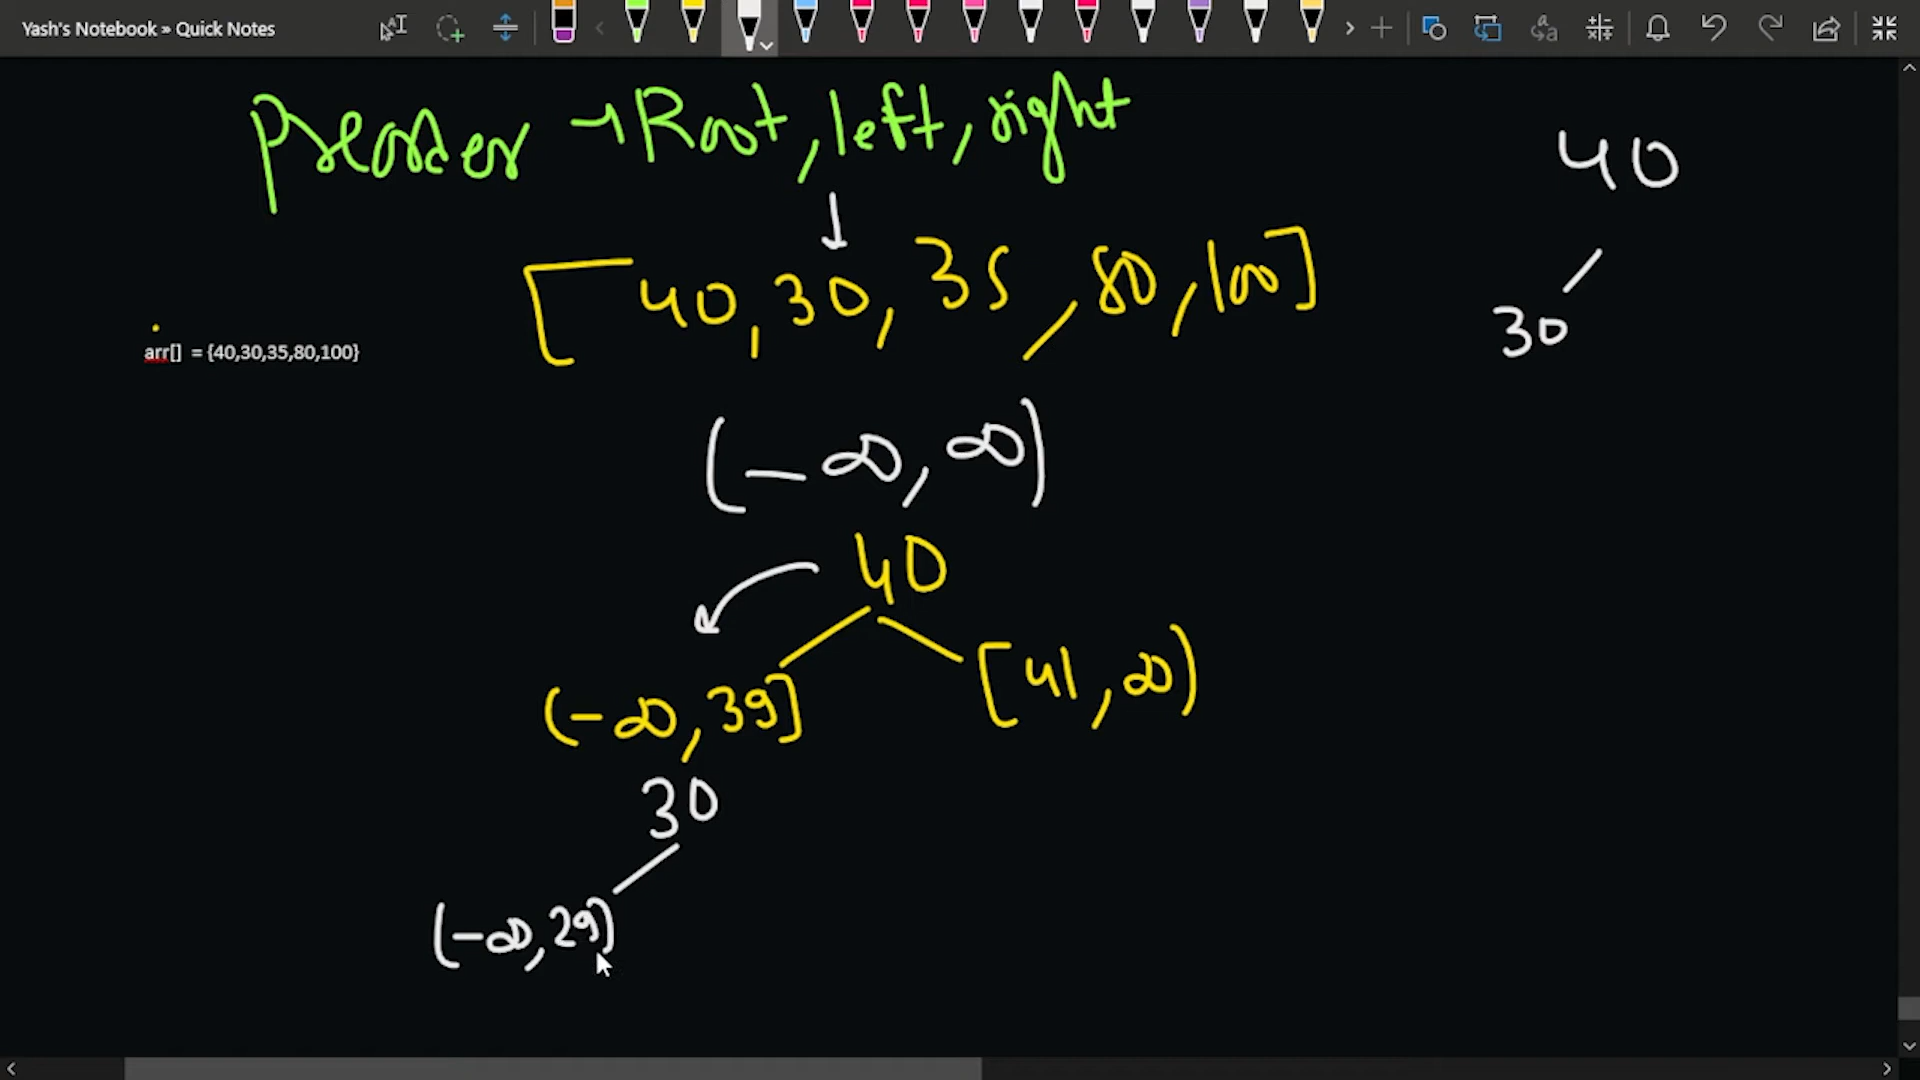 Yash's Notebook » Quick Notes
Preorder → Root, left, right
[40, 30, 35, 80, 100]
arr[] = {40,30,35,80,100}
40
30
(-∞, ∞)
40
(-∞, 39]
[41, ∞)
30
(-∞, 29)